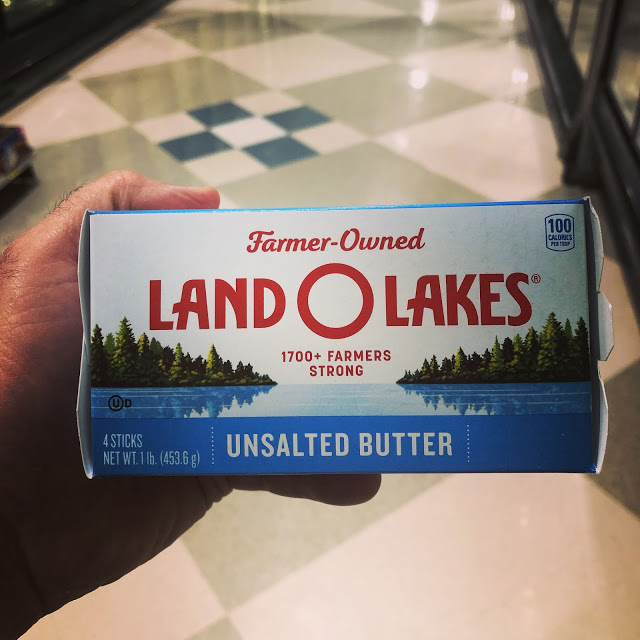 Farmer-Owned
100
CALORIES
PER TBSP
LAND O LAKES®
1700+ FARMERS
STRONG
UD
4 STICKS
NET WT. 1 lb. (453.6 g)
UNSALTED BUTTER